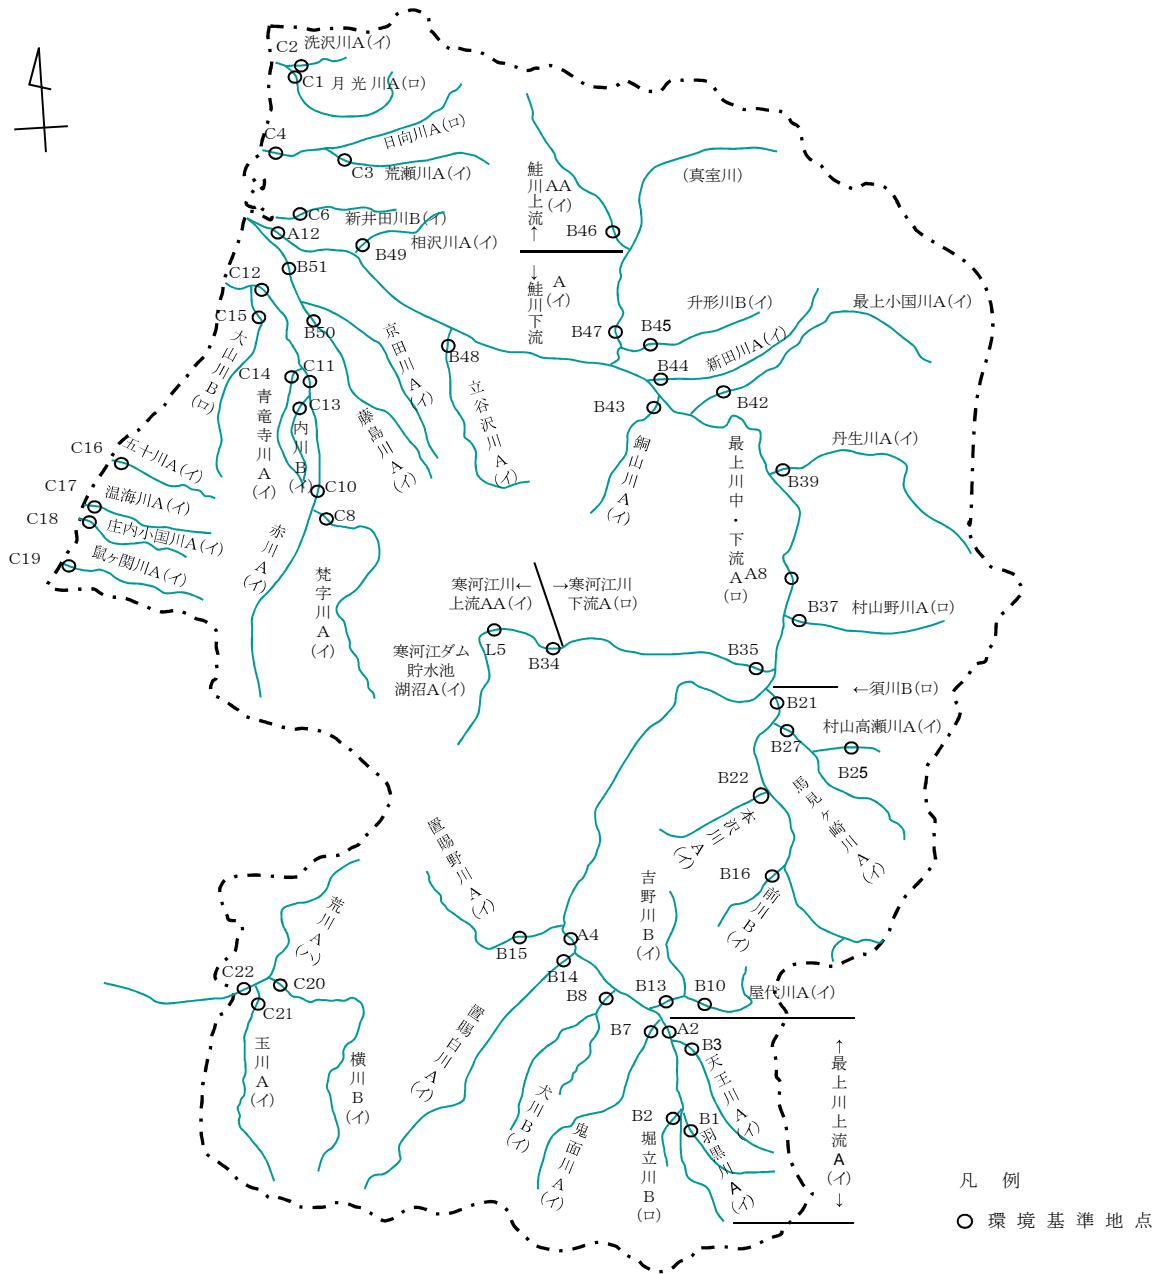 C2 洗沢川A(イ)
C1 月光川A(ロ)
C4
日向川A(ロ)
C3 荒瀬川A(イ)
C6
新井田川B(イ)
A12
相沢川A(イ)
B49
B51
鮭川上流
AA
(イ)
↑
B46
(真室川)
↓
鮭川下流
A
(イ)
C12
C15
B50
京田川A(イ)
B48
B47
B45
升形川B(イ)
最上小国川A(イ)
新田川A(イ)
B44
B43
B42
大山川B(ロ)
C14
C11
青竜寺川A(イ)
C13
内川B(イ)
藤島川A(イ)
立谷沢川A(イ)
銅山川A(イ)
最上川中・下流A(ロ)
丹生川A(イ)
B39
C16
五十川A(イ)
C17
温海川A(イ)
C18
庄内小国川A(イ)
C19
鼠ヶ関川A(イ)
C10
C8
赤川A(イ)
梵字川A(イ)
A8
B37
村山野川A(ロ)
寒河江川←
上流AA(イ)
→寒河江川
下流A(ロ)
寒河江ダム
貯水池
湖沼A(イ)
L5
B34
B35
←須川B(ロ)
B21
村山高瀬川A(イ)
B27
B25
B22
馬見ヶ崎川A(イ)
本沢川A(イ)
B16
前川B(イ)
置賜野川A(イ)
吉野川B(イ)
荒川A(イ)
B15
A4
B14
C22
C20
C21
B8
B13
B10
屋代川A(イ)
B7
A2
B3
天王川A(イ)
置賜白川A(イ)
玉川A(イ)
横川B(イ)
犬川B(イ)
鬼面川A(イ)
B2
B1
堀立川B(ロ)
羽黒川A(イ)
↑
最上川上流A(イ)
↓
凡例
環境基準地点